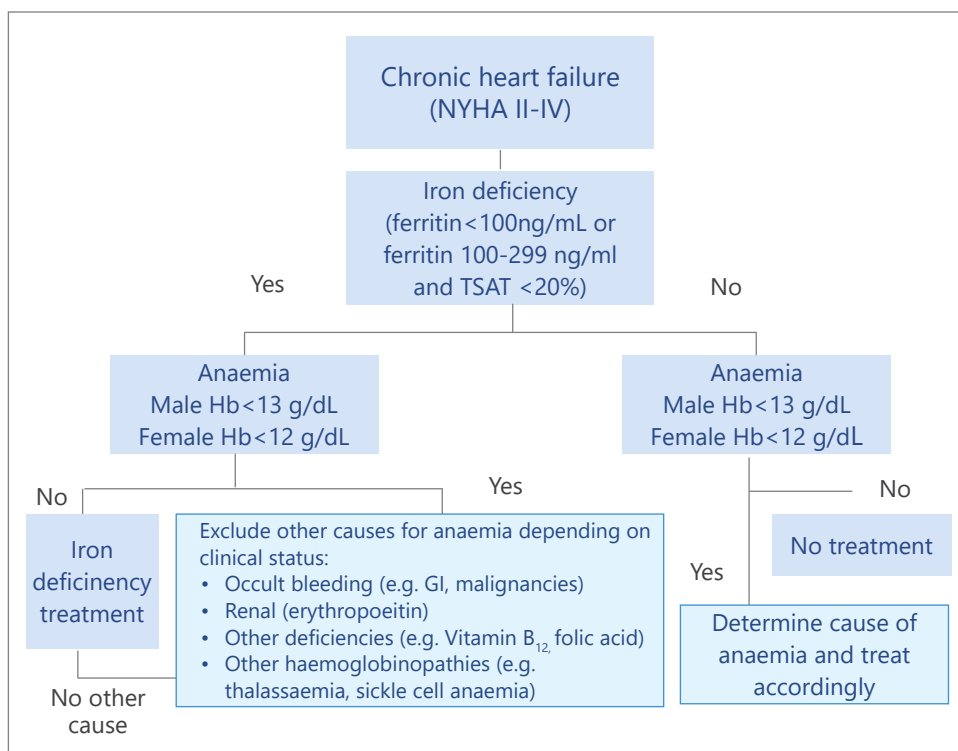 Chronic heart failure
(NYHA II-IV)
Iron deficiency
(ferritin<100ng/mL or
ferritin 100-299 ng/ml
and TSAT <20%)
Yes
No
Anaemia
Male Hb<13 g/dL
Female Hb<12 g/dL
Anaemia
Male Hb<13 g/dL
Female Hb<12 g/dL
No
Yes
Iron
deficinency
treatment
Exclude other causes for anaemia depending on
clinical status:
• Occult bleeding (e.g. GI, malignancies)
• Renal (erythropoeitin)
• Other deficiencies (e.g. Vitamin B12, folic acid)
• Other haemoglobinopathies (e.g.
thalassaemia, sickle cell anaemia)
No other
cause
No
No treatment
Yes
Determine cause of
anaemia and treat
accordingly